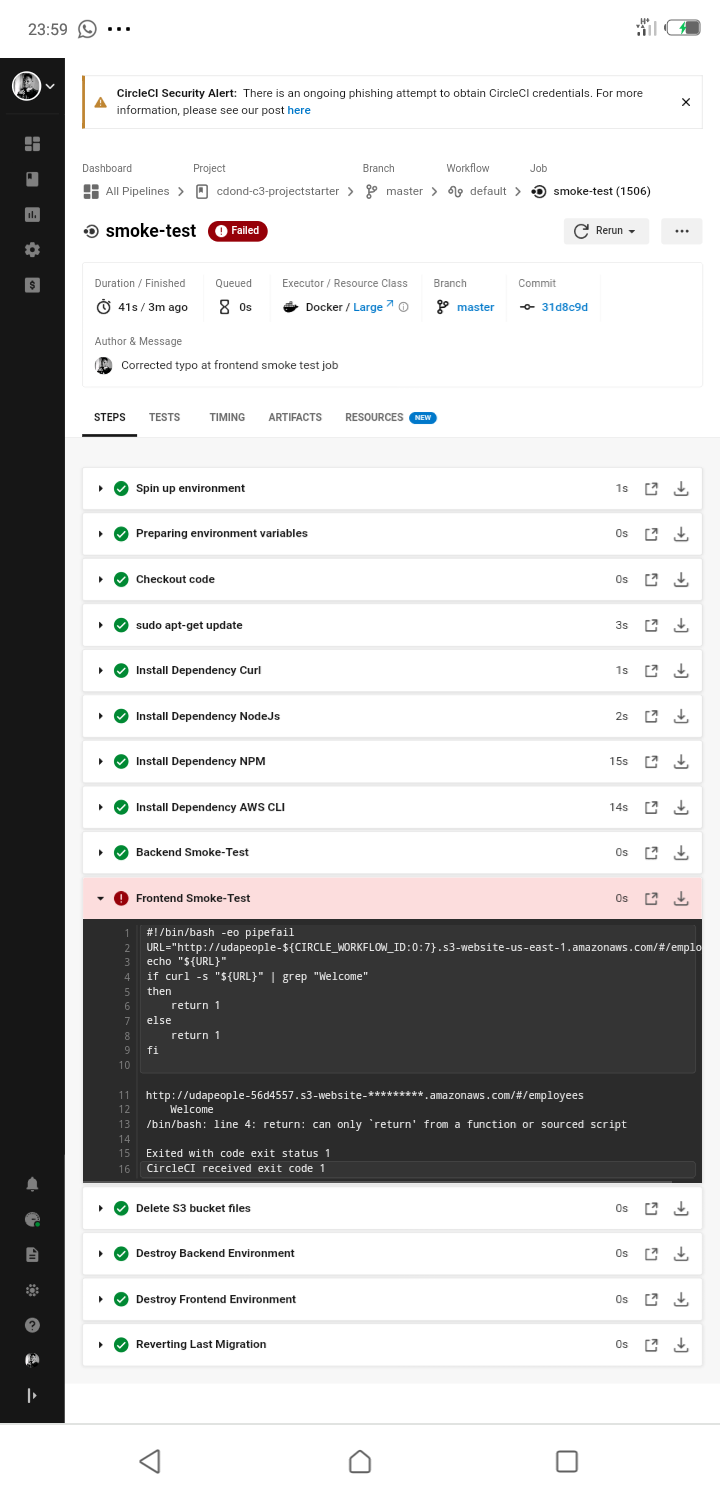 23:59
CircleCI Security Alert: There is an ongoing phishing attempt to obtain CircleCI credentials. For more
information, please see our post here
Dashboard Project Branch Workflow Job
All Pipelines cdond-c3-projectstarter master default smoke-test (1506)
smoke-test Failed Rerun
Duration / Finished Queued Executor / Resource Class Branch Commit
41s / 3m ago 0s Docker / Large master 31d8c9d
Author & Message
Corrected typo at frontend smoke test job
STEPS TESTS TIMING ARTIFACTS RESOURCES NEW
Spin up environment 1s
Preparing environment variables 0s
Checkout code 0s
sudo apt-get update 3s
Install Dependency Curl 1s
Install Dependency NodeJs 2s
Install Dependency NPM 15s
Install Dependency AWS CLI 14s
Backend Smoke-Test 0s
Frontend Smoke-Test 0s
1 #!/bin/bash -eo pipefail
2 URL="http://udapeople-${CIRCLE_WORKFLOW_ID:0:7}.s3-website-us-east-1.amazonaws.com/#/emplo
3 echo "${URL}"
4 if curl -s "${URL}" | grep "Welcome"
5 then
6 return 1
7 else
8 return 1
9 fi
10
11 http://udapeople-56d4557.s3-website-*********.amazonaws.com/#/employees
12 Welcome
13 /bin/bash: line 4: return: can only `return' from a function or sourced script
14
15 Exited with code exit status 1
16 CircleCI received exit code 1
Delete S3 bucket files 0s
Destroy Backend Environment 0s
Destroy Frontend Environment 0s
Reverting Last Migration 0s